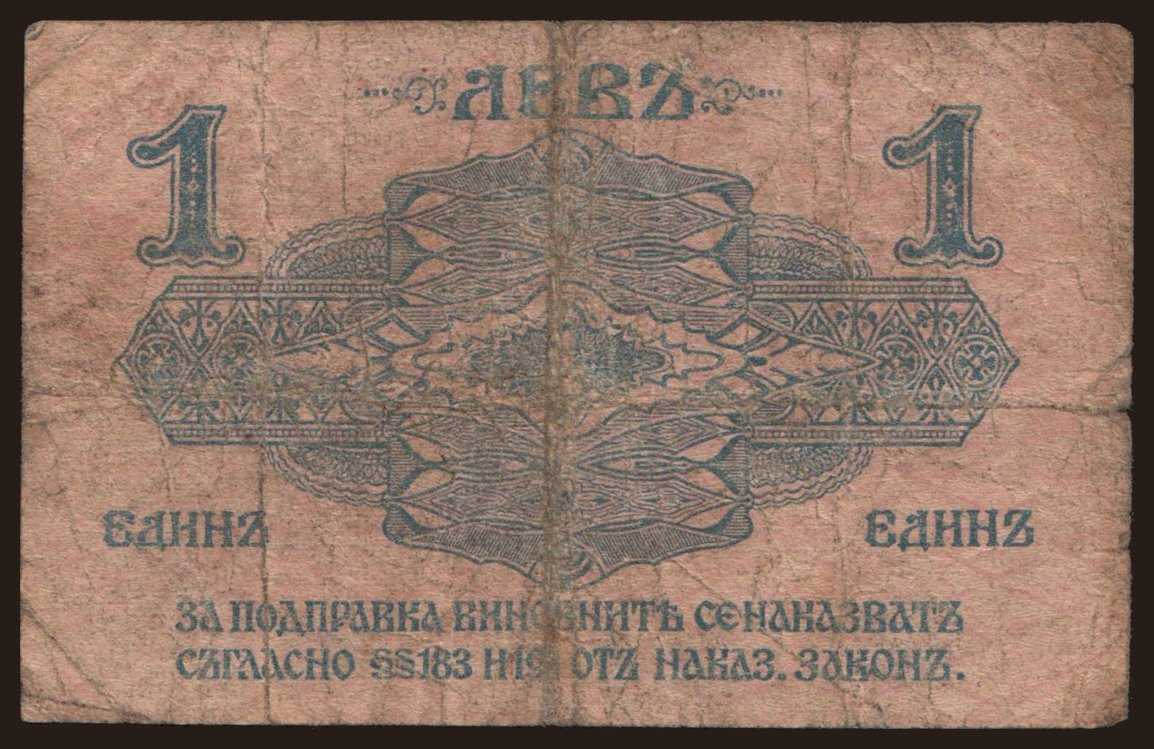 ЛЕВЪ
1 1
ЕДИНЪ ЕДИНЪ
ЗА ПОДПРАВКА ВИНОВНИТѢ СЕ НАКАЗВАТЪ
СЪГЛАСНО §§183 И ОТЪ НАКАЗ. ЗАКОНЪ.